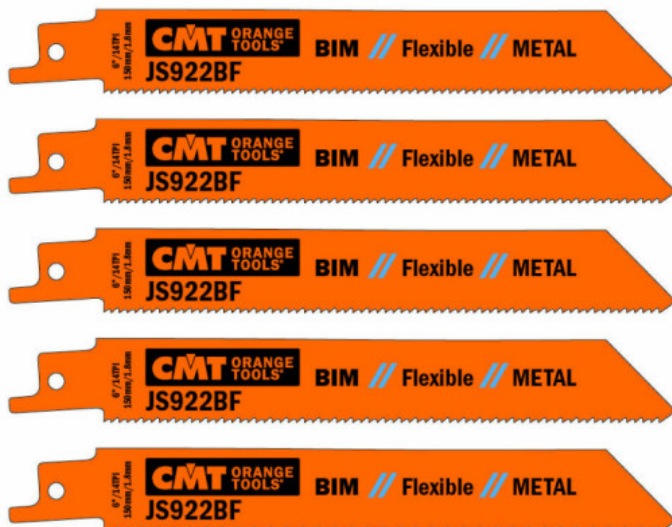 6"/14TPI
150mm/1.8mm
CMT ORANGE TOOLS®
JS922BF
BIM // Flexible // METAL
6"/14TPI
150mm/1.8mm
CMT ORANGE TOOLS®
JS922BF
BIM // Flexible // METAL
6"/14TPI
150mm/1.8mm
CMT ORANGE TOOLS®
JS922BF
BIM // Flexible // METAL
6"/14TPI
150mm/1.8mm
CMT ORANGE TOOLS®
JS922BF
BIM // Flexible // METAL
6"/14TPI
150mm/1.8mm
CMT ORANGE TOOLS®
JS922BF
BIM // Flexible // METAL